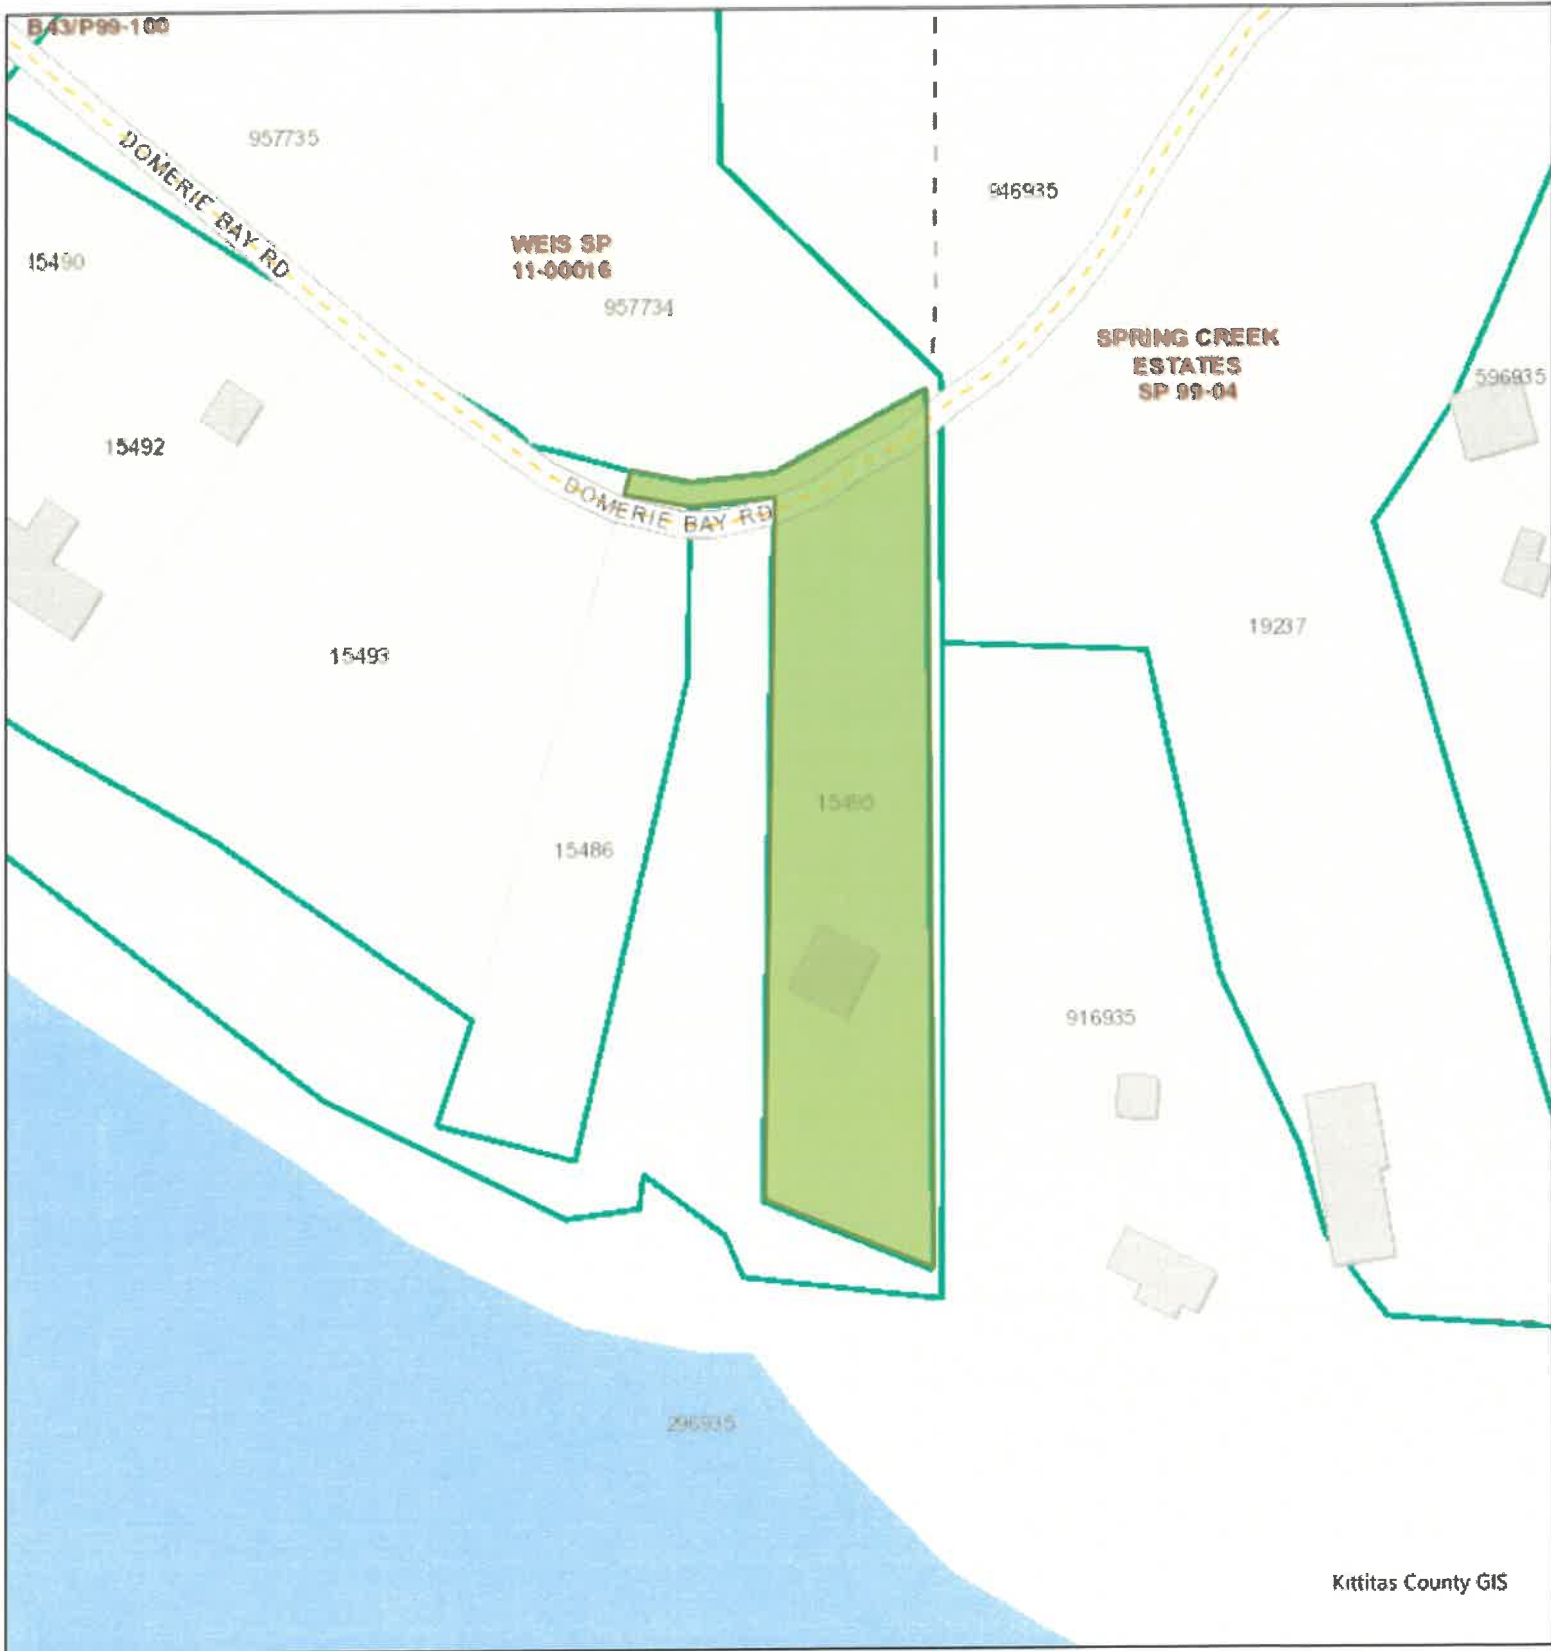 B43/P99-100
957735
DOMERIE BAY RD
946935
15490
WEIS SP
11-00016
957734
SPRING CREEK
ESTATES
SP 99-04
596935
15492
DOMERIE BAY RD
19237
15493
15486
916935
296935
Kittitas County GIS